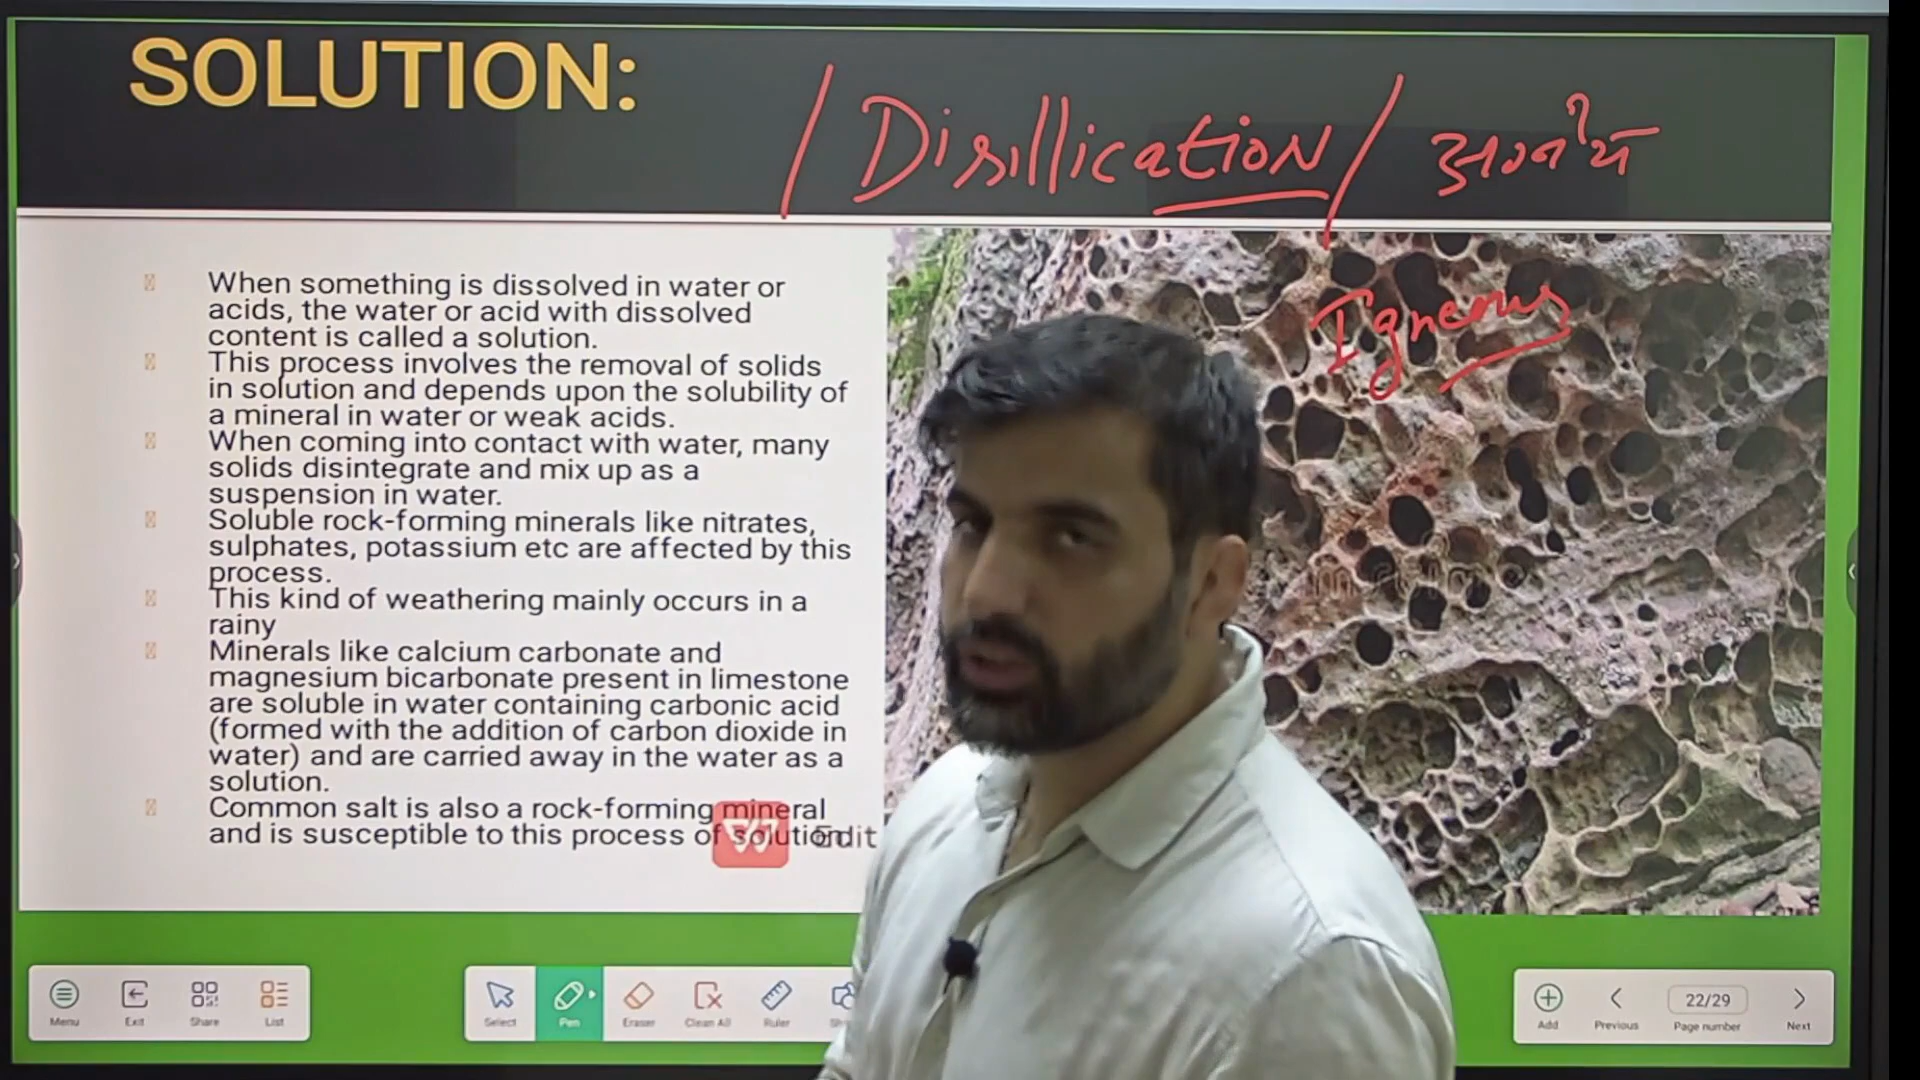 SOLUTION:
/ Disillication / आग्नेय
Igneous
When something is dissolved in water or
acids, the water or acid with dissolved
content is called a solution.
This process involves the removal of solids
in solution and depends upon the solubility of
a mineral in water or weak acids.
When coming into contact with water, many
solids disintegrate and mix up as a
suspension in water.
Soluble rock-forming minerals like nitrates,
sulphates, potassium etc are affected by this
process.
This kind of weathering mainly occurs in a
rainy
Minerals like calcium carbonate and
magnesium bicarbonate present in limestone
are soluble in water containing carbonic acid
(formed with the addition of carbon dioxide in
water) and are carried away in the water as a
solution.
Common salt is also a rock-forming mineral
and is susceptible to this process of solution
Edit
Menu Exit Share List Select Pen Eraser Clean All Ruler Add Previous 22/29 Page number Next